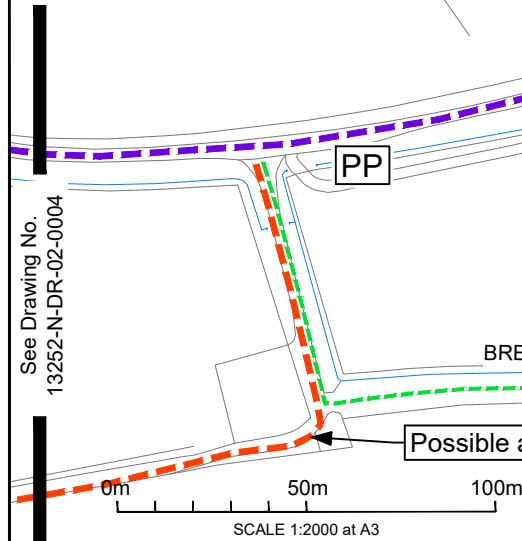 PP
See Drawing No.
13252-N-DR-02-0004
BRE
Possible a
0m 50m 100m
SCALE 1:2000 at A3